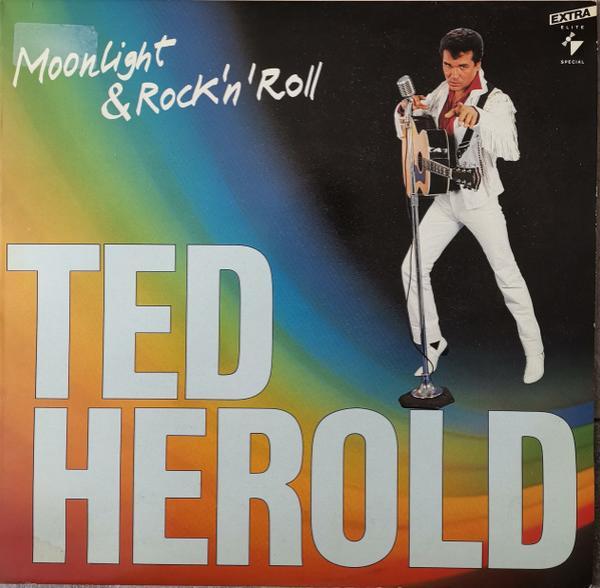 Moonlight
& Rock'n'Roll
EXTRA
ELITE
SPECIAL
TED
HEROLD